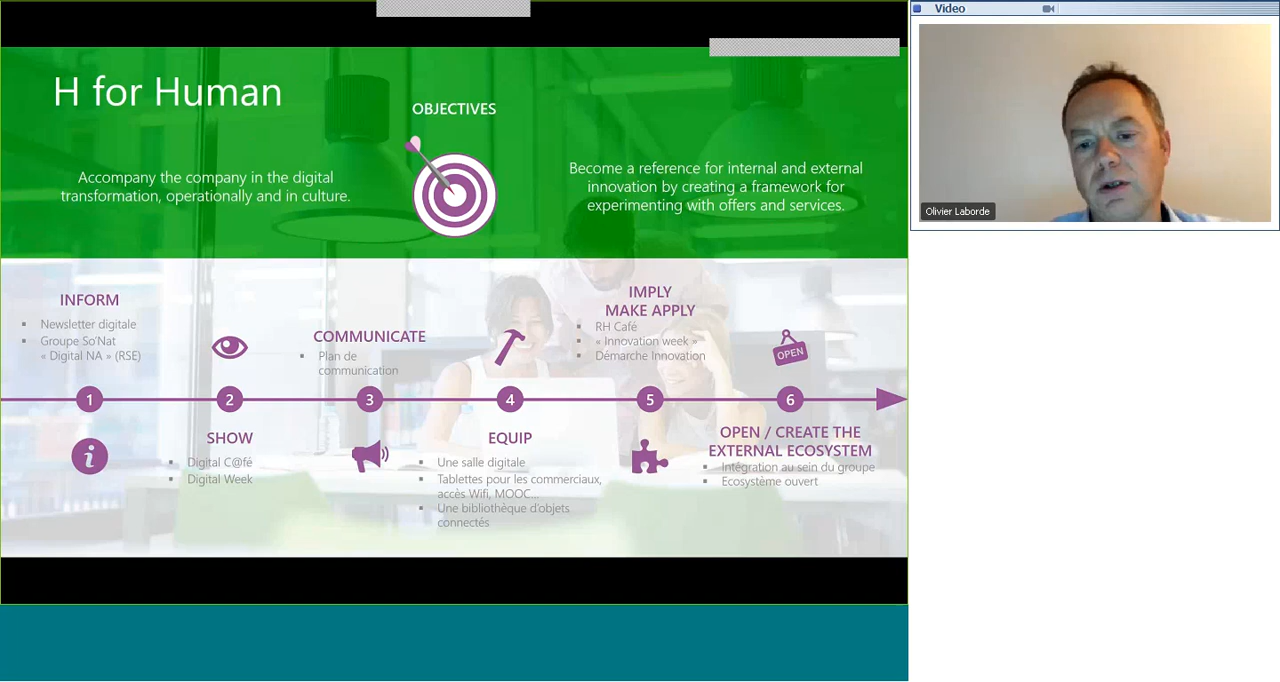 Video
H for Human
OBJECTIVES
Accompany the company in the digital
transformation, operationally and in culture.
Become a reference for internal and external
innovation by creating a framework for
experimenting with offers and services.
Olivier Laborde
INFORM
Newsletter digitale
Groupe So'Nat
« Digital NA » (RSE)
COMMUNICATE
Plan de
communication
IMPLY
MAKE APPLY
RH Café
« Innovation week »
Démarche Innovation
OPEN
1
2
3
4
5
6
i
SHOW
Digital C@fé
Digital Week
EQUIP
Une salle digitale
Tablettes pour les commerciaux,
accès Wifi, MOOC...
Une bibliothèque d'objets
connectés
OPEN / CREATE THE
EXTERNAL ECOSYSTEM
Intégration au sein du groupe
Ecosystème ouvert